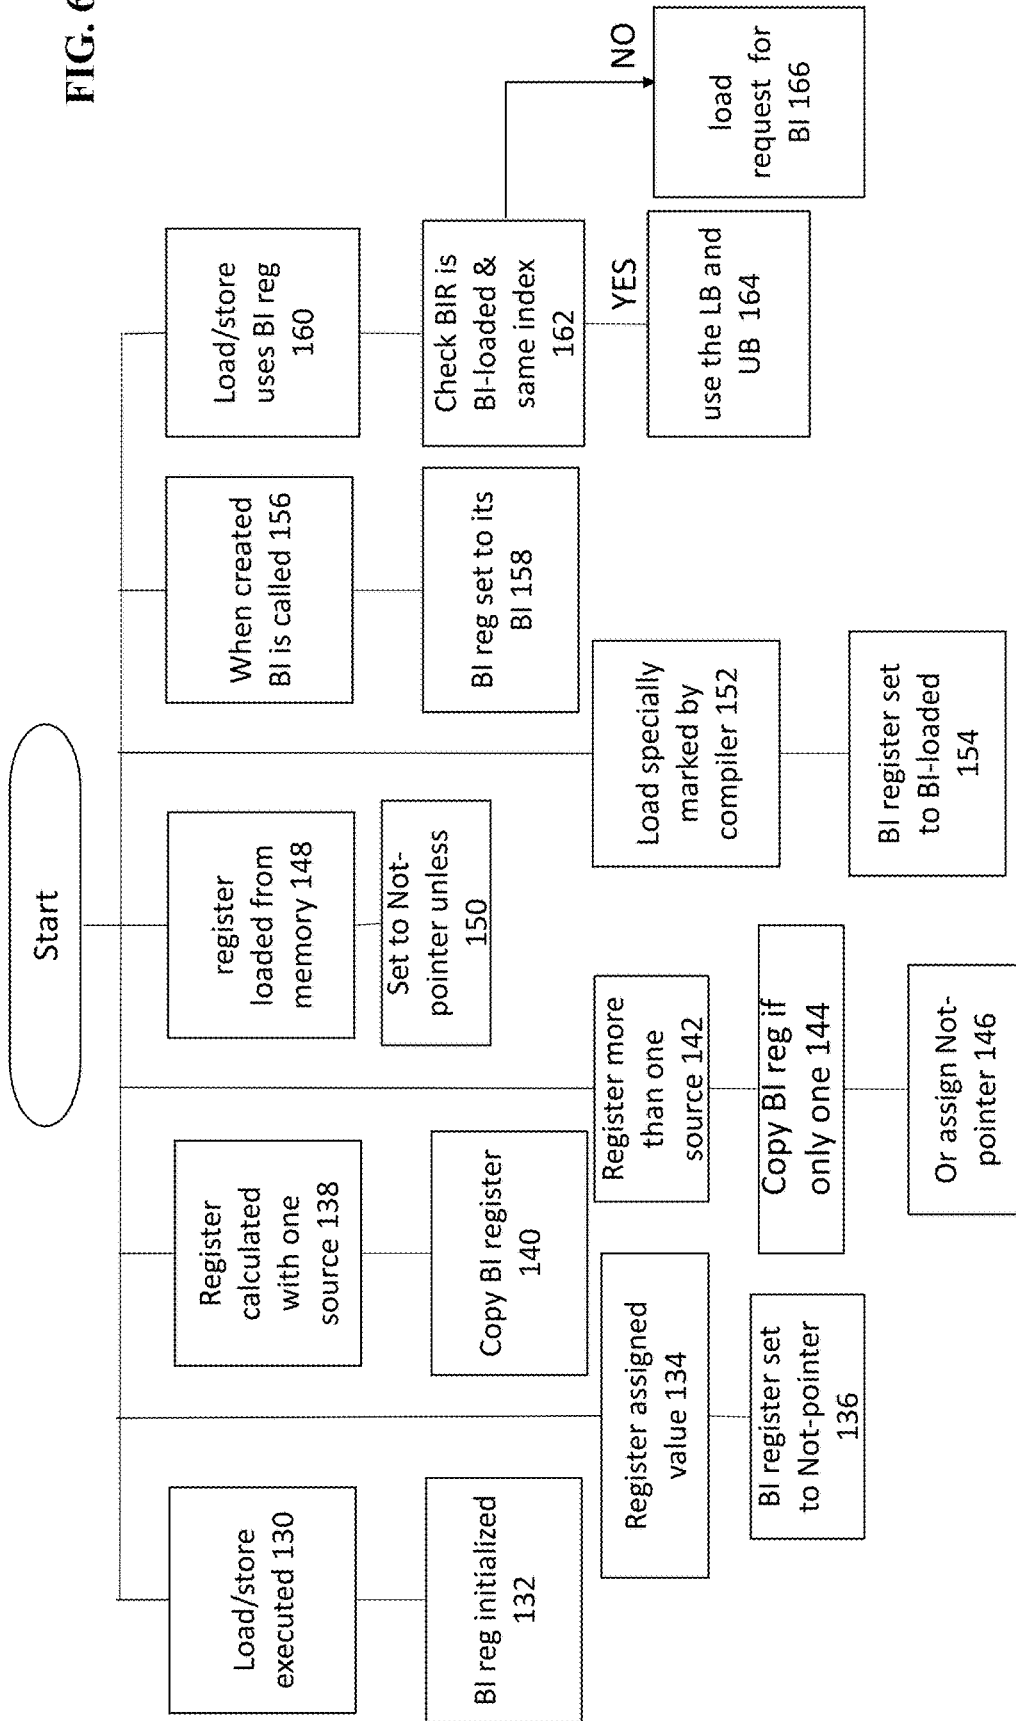 FIG. 6
Start
Load/store
executed 130
BI reg initialized
132
Register assigned
value 134
BI register set
to Not-pointer
136
Register
calculated
with one
source 138
Copy BI register
140
Register more
than one
source 142
Copy BI reg if
only one 144
Or assign Not-
pointer 146
register
loaded from
memory 148
Set to Not-
pointer unless
150
Load specially
marked by
compiler 152
BI register set
to BI-loaded
154
When created
BI is called 156
BI reg set to its
BI 158
Load/store
uses BI reg
160
Check BIR is
BI-loaded &
same index
162
YES
use the LB and
UB 164
NO
load
request for
BI 166